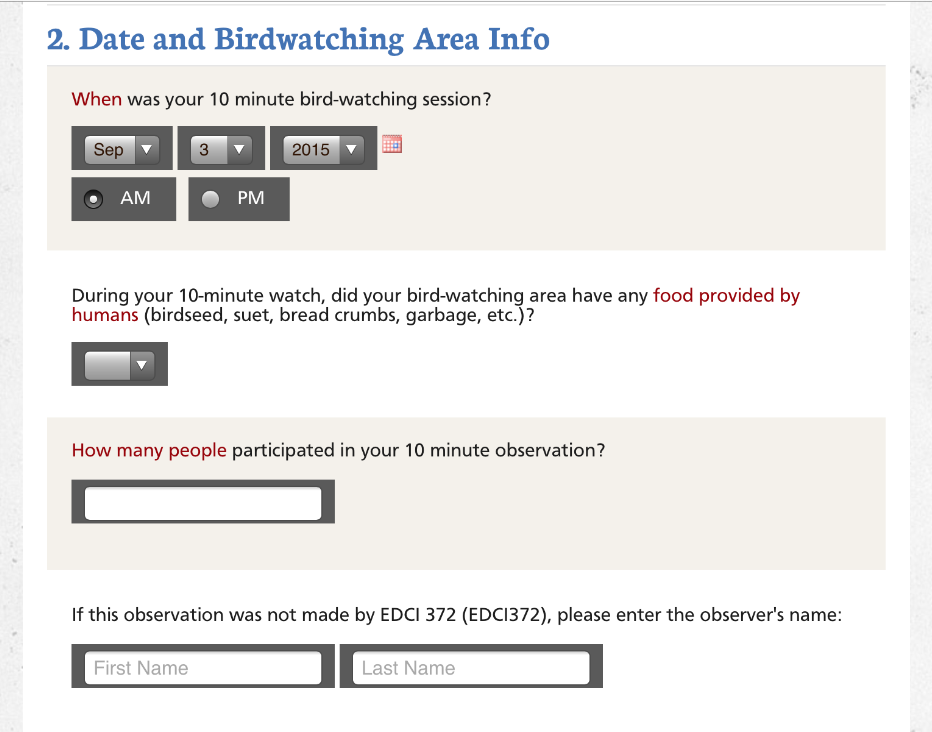 2. Date and Birdwatching Area Info
When was your 10 minute bird-watching session?
Sep 3 2015
AM PM
During your 10-minute watch, did your bird-watching area have any food provided by
humans (birdseed, suet, bread crumbs, garbage, etc.)?
How many people participated in your 10 minute observation?
If this observation was not made by EDCI 372 (EDCI372), please enter the observer's name:
First Name Last Name